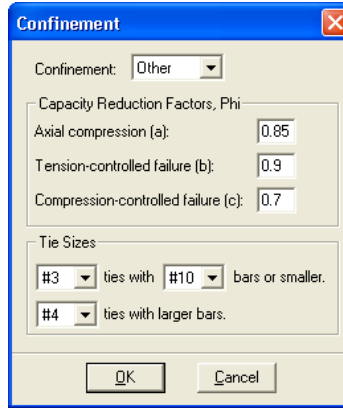 Confinement
Confinement: Other
Capacity Reduction Factors, Phi
Axial compression (a): 0.85
Tension-controlled failure (b): 0.9
Compression-controlled failure (c): 0.7
Tie Sizes
#3 ties with #10 bars or smaller.
#4 ties with larger bars.
OK Cancel